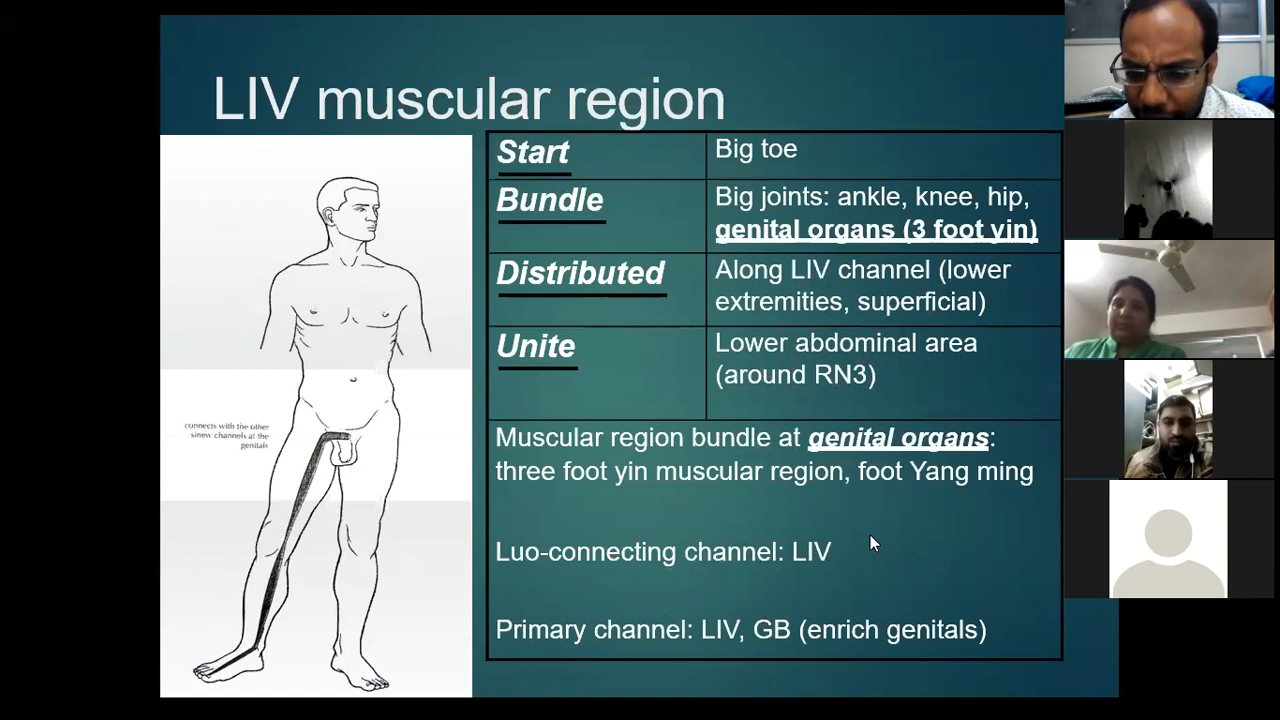 LIV muscular region
Start
Big toe
Bundle
Big joints: ankle, knee, hip,
genital organs (3 foot yin)
Distributed
Along LIV channel (lower
extremities, superficial)
Unite
Lower abdominal area
(around RN3)
connects with the other
sinew channels at the
genitals
Muscular region bundle at genital organs:
three foot yin muscular region, foot Yang ming
Luo-connecting channel: LIV
Primary channel: LIV, GB (enrich genitals)